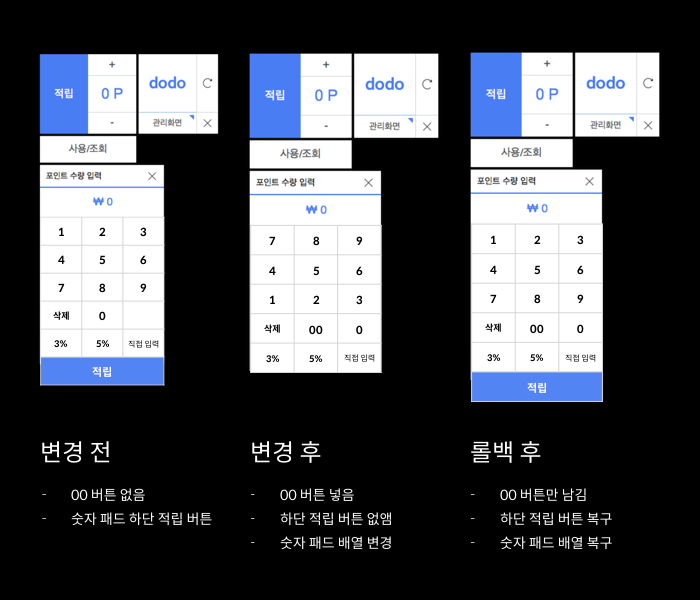 적립
+
0 P
-
dodo
관리화면
사용/조회
포인트 수량 입력
₩ 0
1 2 3
4 5 6
7 8 9
삭제 0
3% 5% 직접 입력
적립
변경 전
- 00 버튼 없음
- 숫자 패드 하단 적립 버튼
적립
+
0 P
-
dodo
관리화면
사용/조회
포인트 수량 입력
₩ 0
7 8 9
4 5 6
1 2 3
삭제 00 0
3% 5% 직접 입력
변경 후
- 00 버튼 넣음
- 하단 적립 버튼 없앰
- 숫자 패드 배열 변경
적립
+
0 P
-
dodo
관리화면
사용/조회
포인트 수량 입력
₩ 0
1 2 3
4 5 6
7 8 9
삭제 00 0
3% 5% 직접 입력
적립
롤백 후
- 00 버튼만 남김
- 하단 적립 버튼 복구
- 숫자 패드 배열 복구